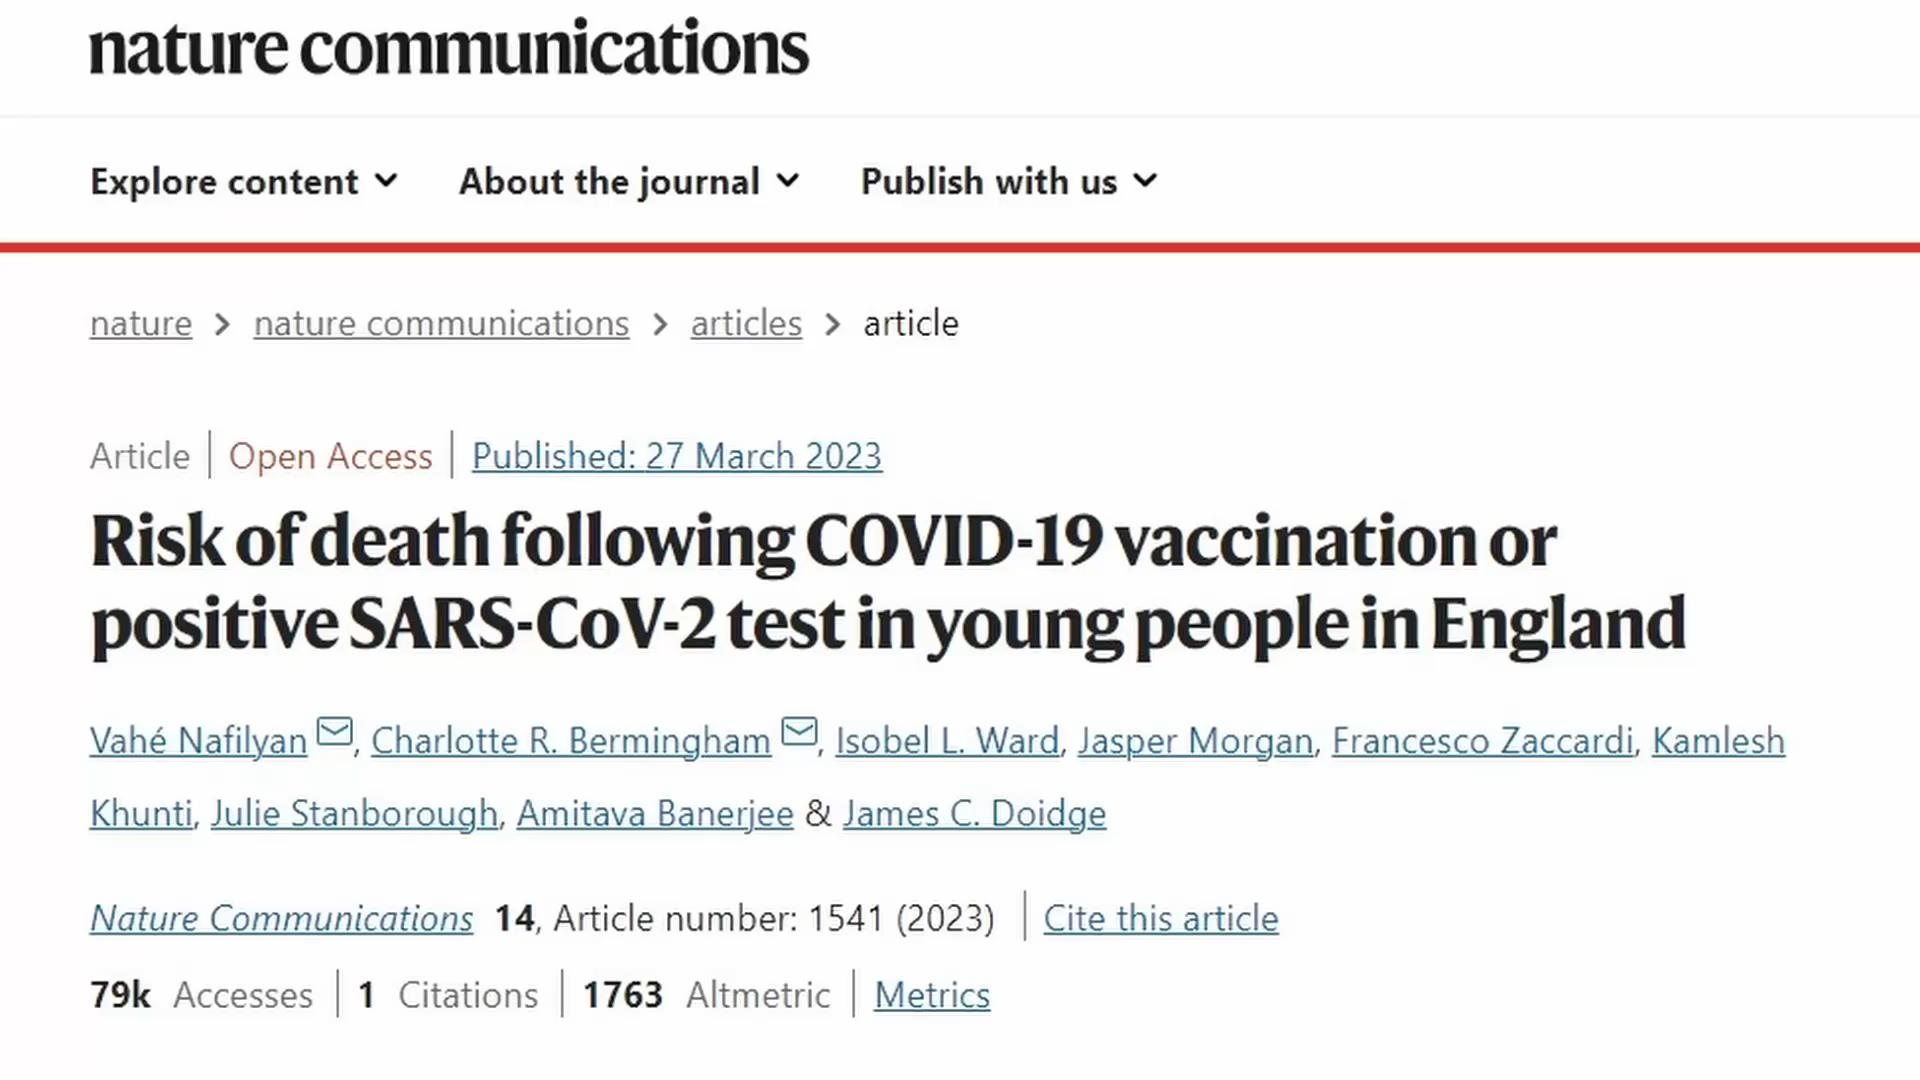 nature communications
Explore content About the journal Publish with us
nature > nature communications > articles > article
Article | Open Access | Published: 27 March 2023
Risk of death following COVID-19 vaccination or
positive SARS-CoV-2 test in young people in England
Vahé Nafilyan, Charlotte R. Bermingham, Isobel L. Ward, Jasper Morgan, Francesco Zaccardi, Kamlesh
Khunti, Julie Stanborough, Amitava Banerjee & James C. Doidge
Nature Communications 14, Article number: 1541 (2023) | Cite this article
79k Accesses | 1 Citations | 1763 Altmetric | Metrics